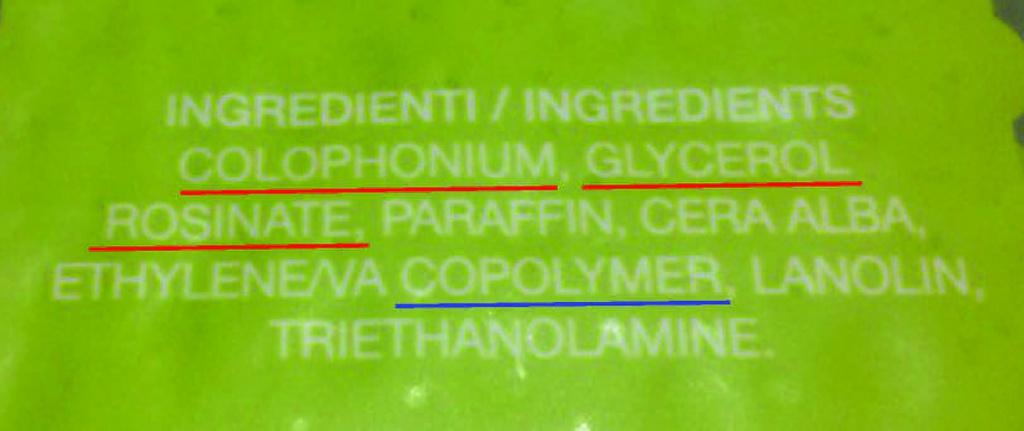 INGREDIENTI / INGREDIENTS
COLOPHONIUM, GLYCEROL
ROSINATE, PARAFFIN, CERA ALBA,
ETHYLENE/VA COPOLYMER, LANOLIN,
TRIETHANOLAMINE.